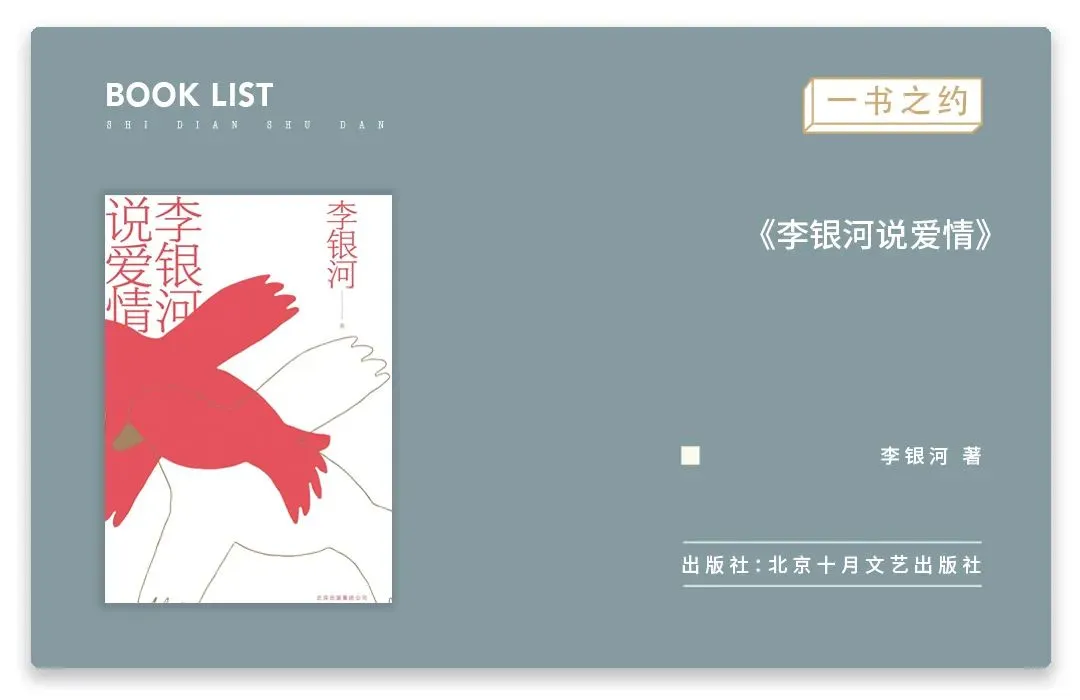 BOOK LIST
SHI DIAN SHU DAN
一书之约
李银河
说爱情
李银河
《李银河说爱情》
李银河 著
出版社:北京十月文艺出版社